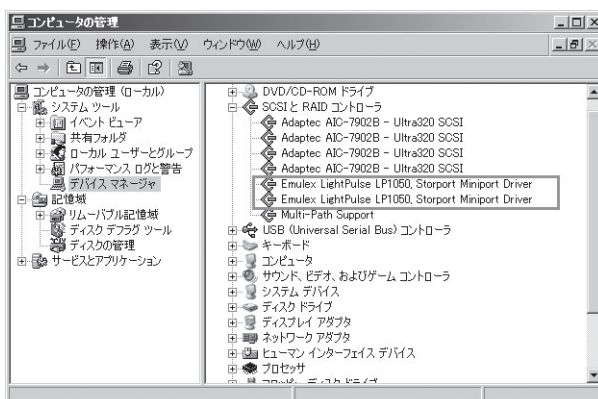 コンピュータの管理
ファイル(F) 操作(A) 表示(V) ウィンドウ(W) ヘルプ(H)
コンピュータの管理 (ローカル)
システム ツール
イベント ビューア
共有フォルダ
ローカル ユーザーとグループ
パフォーマンス ログと警告
デバイス マネージャ
記憶域
リムーバブル記憶域
ディスク デフラグ ツール
ディスクの管理
サービスとアプリケーション
DVD/CD-ROM ドライブ
SCSI と RAID コントローラ
Adaptec AIC-7902B - Ultra320 SCSI
Adaptec AIC-7902B - Ultra320 SCSI
Adaptec AIC-7902B - Ultra320 SCSI
Adaptec AIC-7902B - Ultra320 SCSI
Emulex LightPulse LP1050, Storport Miniport Driver
Emulex LightPulse LP1050, Storport Miniport Driver
Multi-Path Support
USB (Universal Serial Bus) コントローラ
キーボード
コンピュータ
サウンド、ビデオ、およびゲーム コントローラ
システム デバイス
ディスク ドライブ
ディスプレイ アダプタ
ネットワーク アダプタ
ヒューマン インターフェイス デバイス
プロセッサ
フロッピー ディスク ドライブ